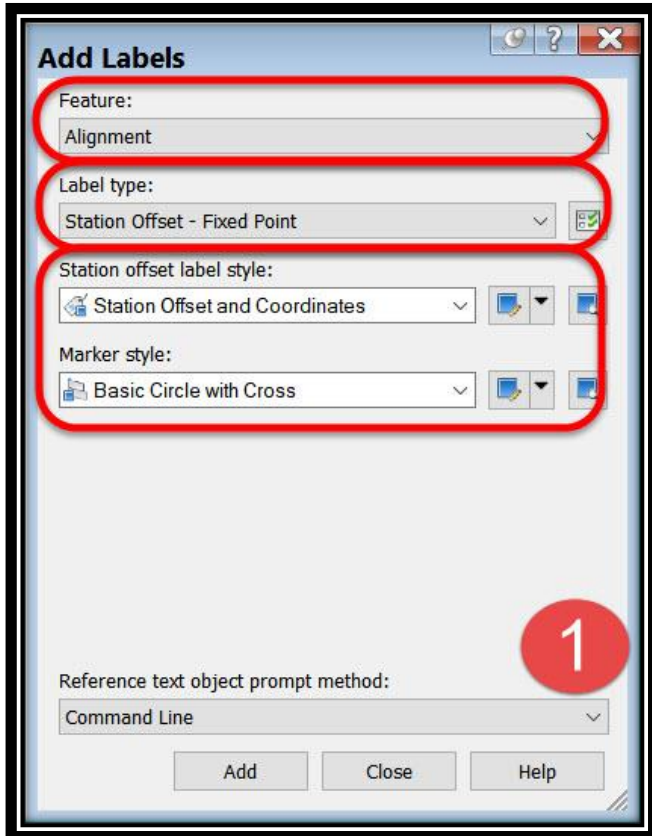 ?
Add Labels
Feature:
Alignment
Label type:
Station Offset - Fixed Point
Station offset label style:
Station Offset and Coordinates
Marker style:
Basic Circle with Cross
1
Reference text object prompt method:
Command Line
Add Close Help